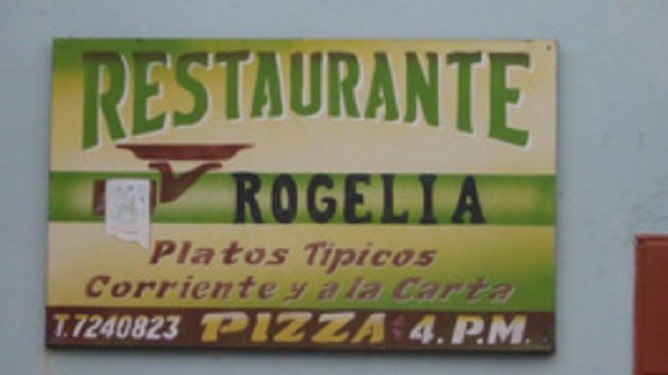 RESTAURANTE
ROGELIA
Platos Tipicos
Corriente y a la Carta
T.7240823 PIZZA 4.P.M.